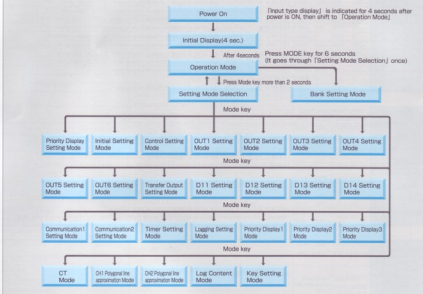 Power On
「Input type display」 is indicated for 4 seconds after
power is ON, then shift to 「Operation Mode」
Initial Display(4 sec.)
After 4seconds
Operation Mode
Press MODE key for 6 seconds
(It goes through 「Setting Mode Selection」 once)
Press Mode key more than 2 seconds
Setting Mode Selection
Bank Setting Mode
Mode key
Priority Display
Setting Mode
Initial Setting
Mode
Control Setting
Mode
OUT1 Setting
Mode
OUT2 Setting
Mode
OUT3 Setting
Mode
OUT4 Setting
Mode
Mode key
OUT5 Setting
Mode
OUT6 Setting
Mode
Transfer Output
Setting Mode
D11 Setting
Mode
D12 Setting
Mode
D13 Setting
Mode
D14 Setting
Mode
Mode key
Communication1
Setting Mode
Communication2
Setting Mode
Timer Setting
Mode
Logging Setting
Mode
Priority Display1
Mode
Priority Display2
Mode
Priority Display3
Mode
Mode key
CT
Mode
CH1 Polygonal line
approximation Mode
CH2 Polygonal line
approximation Mode
Log Content
Mode
Key Setting
Mode